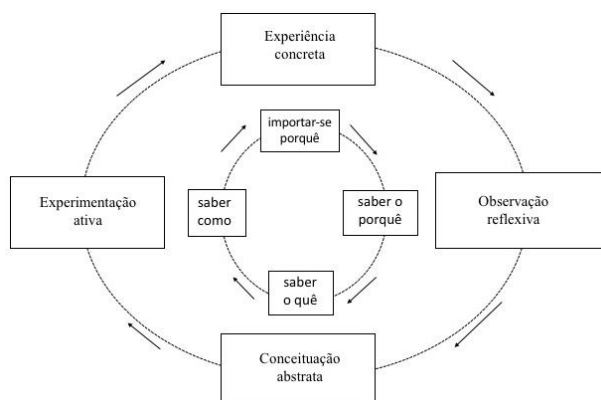 Experiência
concreta
importar-se
porquê
Experimentação
ativa
saber
como
saber o
porquê
Observação
reflexiva
saber
o quê
Conceituação
abstrata